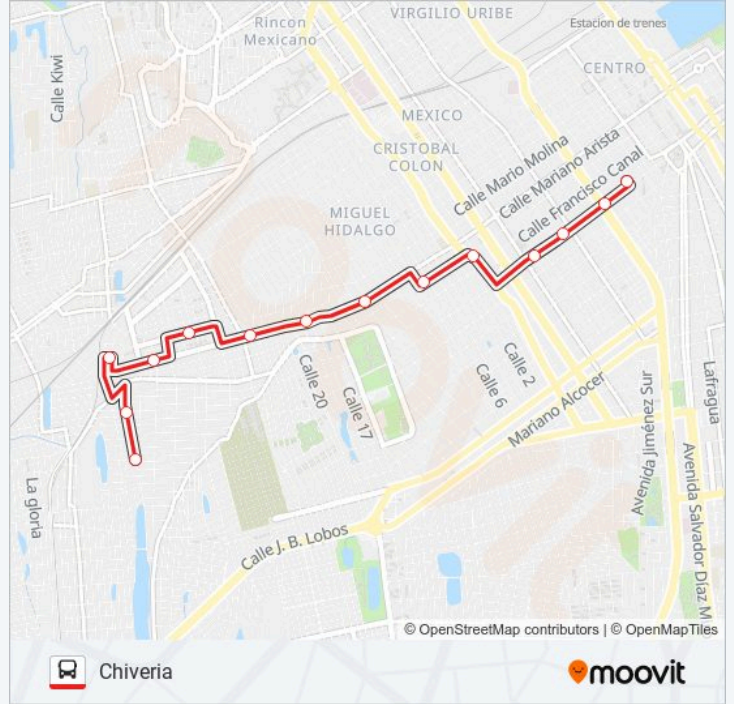 VIRGILIO URIBE
Rincon
Mexicano
Estacion de trenes
Calle Kiwi
CENTRO
MEXICO
CRISTOBAL
COLON
Calle Mario Molina
Calle Mariano Arista
Calle Francisco Canal
MIGUEL
HIDALGO
Calle 20
Calle 17
Calle 2
Calle 6
Mariano Alcocer
Lafragua
Avenida Jiménez Sur
Avenida Salvador Díaz M
La gloria
Calle J. B. Lobos
© OpenStreetMap contributors | © OpenMapTiles
Chiveria
moovit